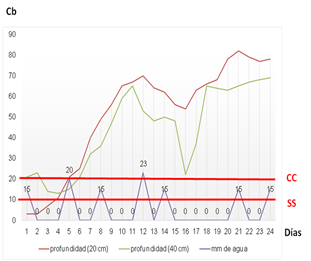 Cb
90
80
70
60
50
40
30
20
10
0
23
20
15 15 15 15 15
0 0 0 0 0 0 0 0 0 0 0 0 0 0 0 0 0
CC
SS
1 2 3 4 5 6 7 8 9 10 11 12 13 14 15 16 17 18 19 20 21 22 23 24
Días
profundidad (20 cm) profundidad (40 cm) mm de agua